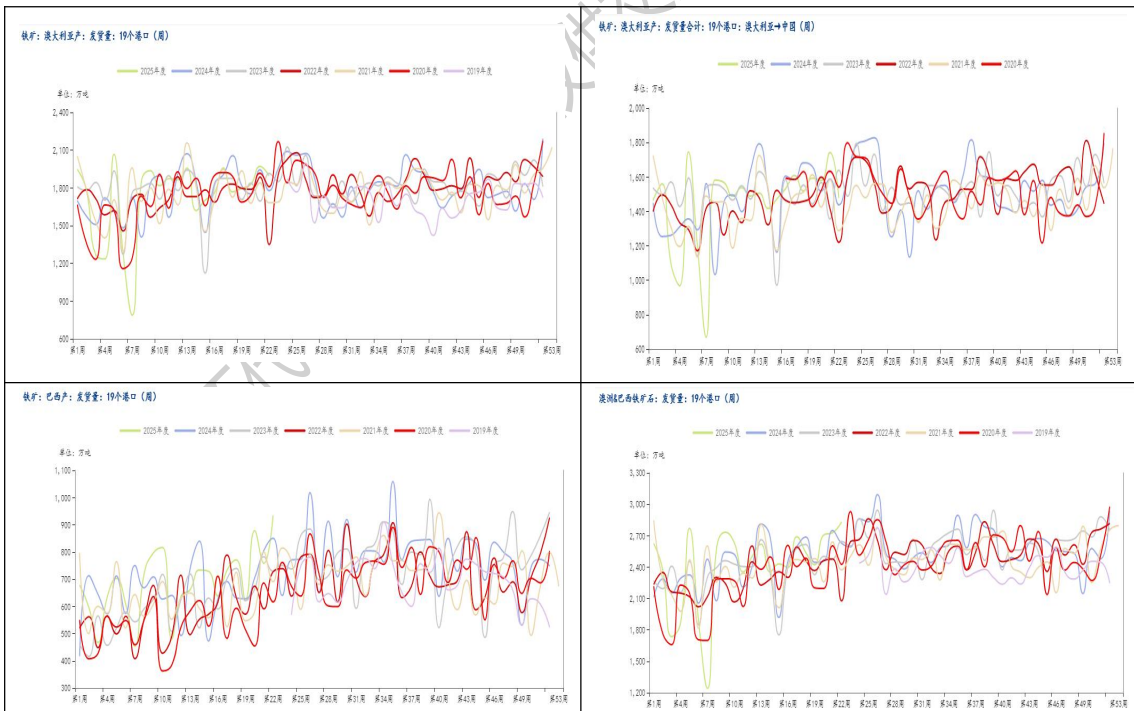 铁矿：澳大利亚产：发货量：19个港口（周）
2025年度 2024年度 2023年度 2022年度 2021年度 2020年度 2019年度
单位：万吨
2,400
2,100
1,800
1,500
1,200
900
600
第1周 第4周 第7周 第10周 第13周 第16周 第19周 第22周 第25周 第28周 第31周 第34周 第37周 第40周 第43周 第46周 第49周 第53周
铁矿：澳大利亚产：发货量合计：19个港口：澳大利亚→中国（周）
2025年度 2024年度 2023年度 2022年度 2021年度 2020年度
单位：万吨
2,000
1,800
1,600
1,400
1,200
1,000
800
600
第1周 第4周 第7周 第10周 第13周 第16周 第19周 第22周 第25周 第28周 第31周 第34周 第37周 第40周 第43周 第46周 第49周 第53周
铁矿：巴西产：发货量：19个港口（周）
2025年度 2024年度 2023年度 2022年度 2021年度 2020年度 2019年度
单位：万吨
1,100
1,000
900
800
700
600
500
400
300
第1周 第4周 第7周 第10周 第13周 第16周 第19周 第22周 第25周 第28周 第31周 第34周 第37周 第40周 第43周 第46周 第49周 第53周
澳洲&巴西铁矿石：发货量：19个港口（周）
2025年度 2024年度 2023年度 2022年度 2021年度 2020年度 2019年度
单位：万吨
3,300
3,000
2,700
2,400
2,100
1,800
1,500
1,200
第1周 第4周 第7周 第10周 第13周 第16周 第19周 第22周 第25周 第28周 第31周 第34周 第37周 第40周 第43周 第46周 第49周 第53周